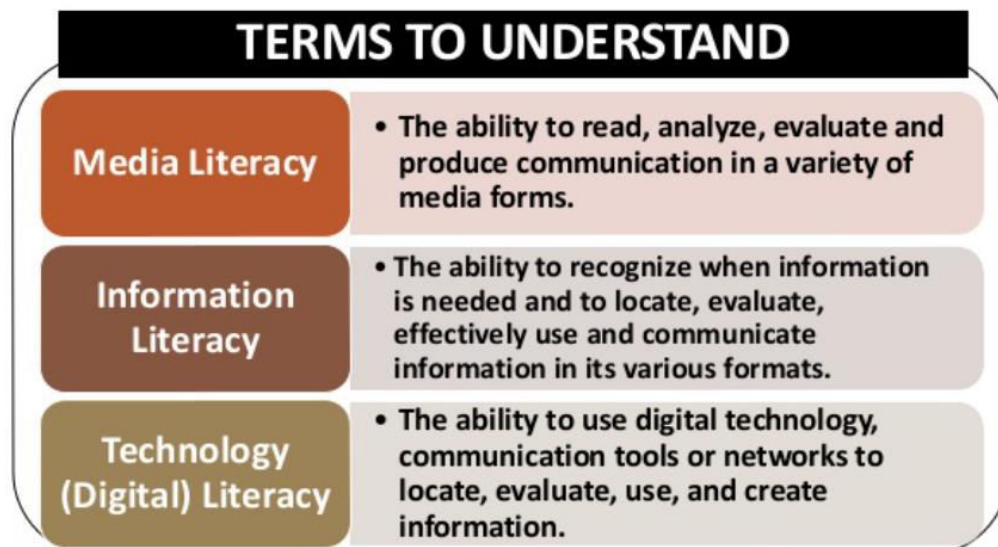 TERMS TO UNDERSTAND
Media Literacy
• The ability to read, analyze, evaluate and
produce communication in a variety of
media forms.
Information
Literacy
• The ability to recognize when information
is needed and to locate, evaluate,
effectively use and communicate
information in its various formats.
Technology
(Digital) Literacy
• The ability to use digital technology,
communication tools or networks to
locate, evaluate, use, and create
information.